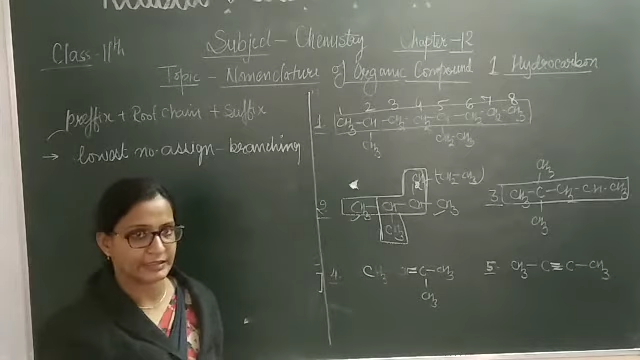 Class-11th
Subject - Chemistry
Chapter-12
Topic - Nomenclature of Organic Compound 1 Hydrocarbon
preffix + Root chain + Suffix
→ lowest no. assign - branching
1 2 3 4 5 6 7 8
1. CH3-CH-CH2-CH2-CH-CH2-CH2-CH3
CH3 CH2-CH3
2. CH3-CH-CH-CH3
CH3
CH3
3. CH3-C-CH2-CH-CH3
CH3
4. =C-CH3
CH3
5. CH3-C≡C-CH3